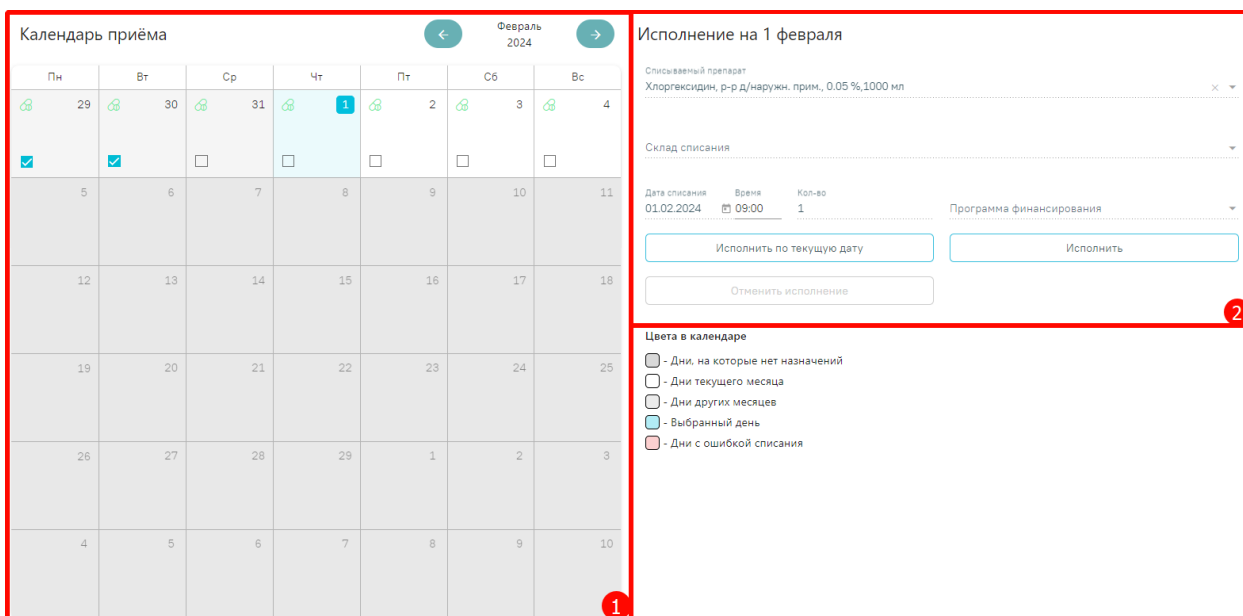 Календарь приёма
Февраль
2024
Пн Вт Ср Чт Пт Сб Вс
29 30 31 1 2 3 4
5 6 7 8 9 10 11
12 13 14 15 16 17 18
19 20 21 22 23 24 25
26 27 28 29 1 2 3
4 5 6 7 8 9 10
1
Исполнение на 1 февраля
Списываемый препарат
Хлоргексидин, р-р д/наружн. прим., 0.05 %,1000 мл
Склад списания
Дата списания Время Кол-во
01.02.2024 09:00 1 Программа финансирования
Исполнить по текущую дату Исполнить
Отменить исполнение
2
Цвета в календаре
- Дни, на которые нет назначений
- Дни текущего месяца
- Дни других месяцев
- Выбранный день
- Дни с ошибкой списания